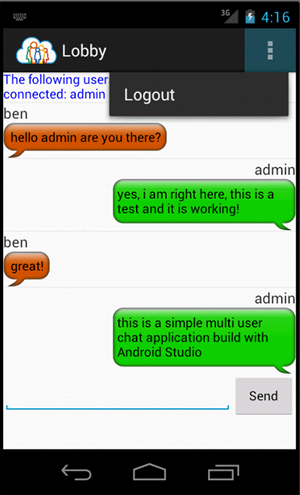 3G 4:16
Lobby
The following user
connected: admin
Logout
ben
hello admin are you there?
admin
yes, i am right here, this is a
test and it is working!
ben
great!
admin
this is a simple multi user
chat application build with
Android Studio
Send